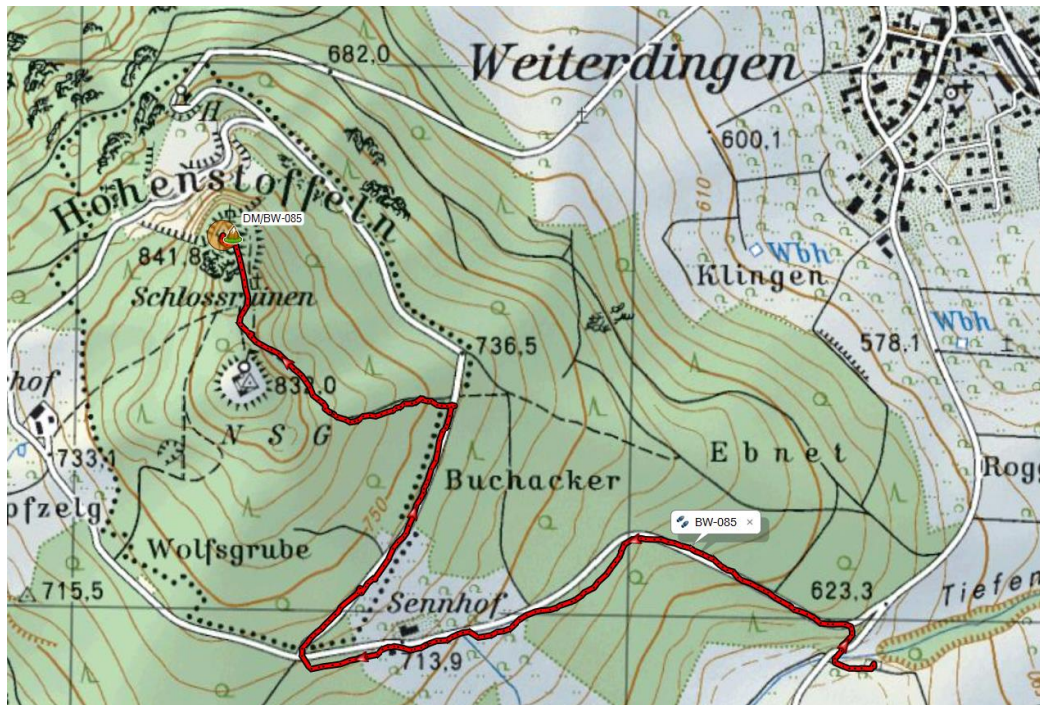 682,0
Weiterdingen
H
600,1
610
Hohenstoffeln
DM/BW-085
841,8
Wbh
Klingen
Schlossruinen
Wbh
578.1
736,5
832,0
hof
N S G
733,1
Ebnet
Rogg
Buchacker
750
ofzelg
BW-085 ×
Wolfsgrube
715,5
623,3
Tiefen
Sennhof
713,9